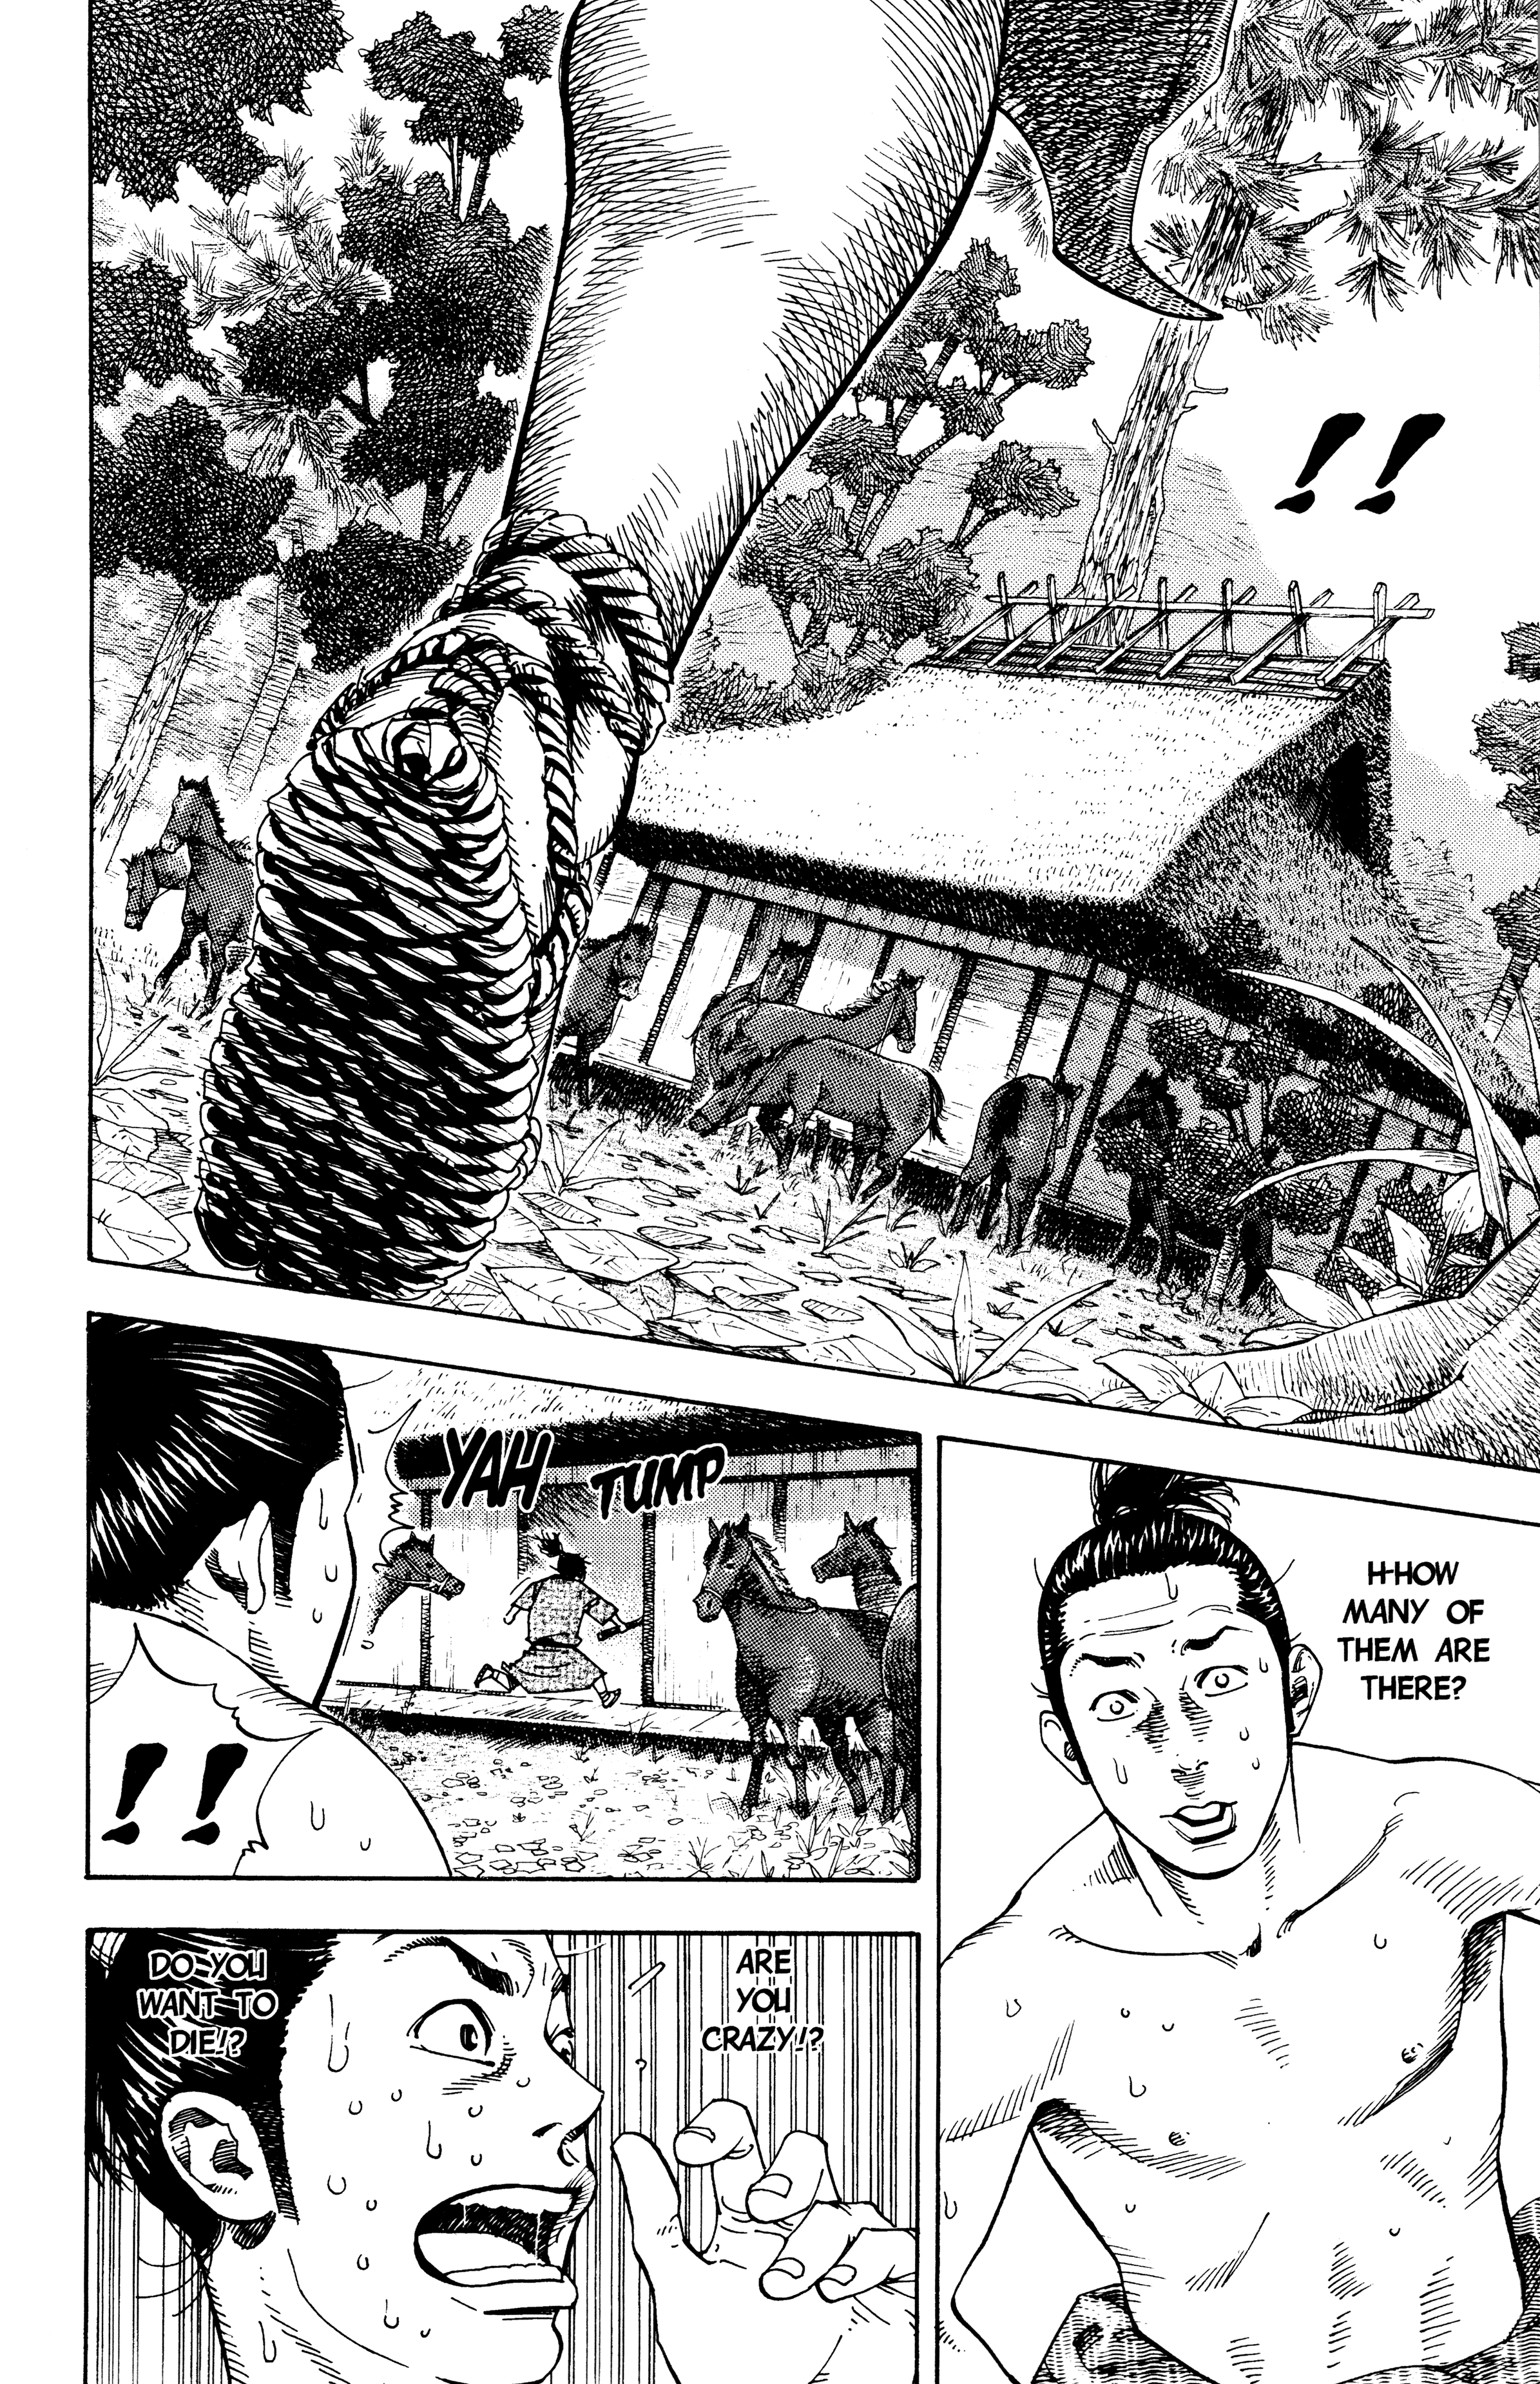 !!
H-HOW
MANY OF
THEM ARE
THERE?
YAH
TUMP
!!
ARE
YOU
CRAZY!?
DO YOU
WANT TO
DIE!?